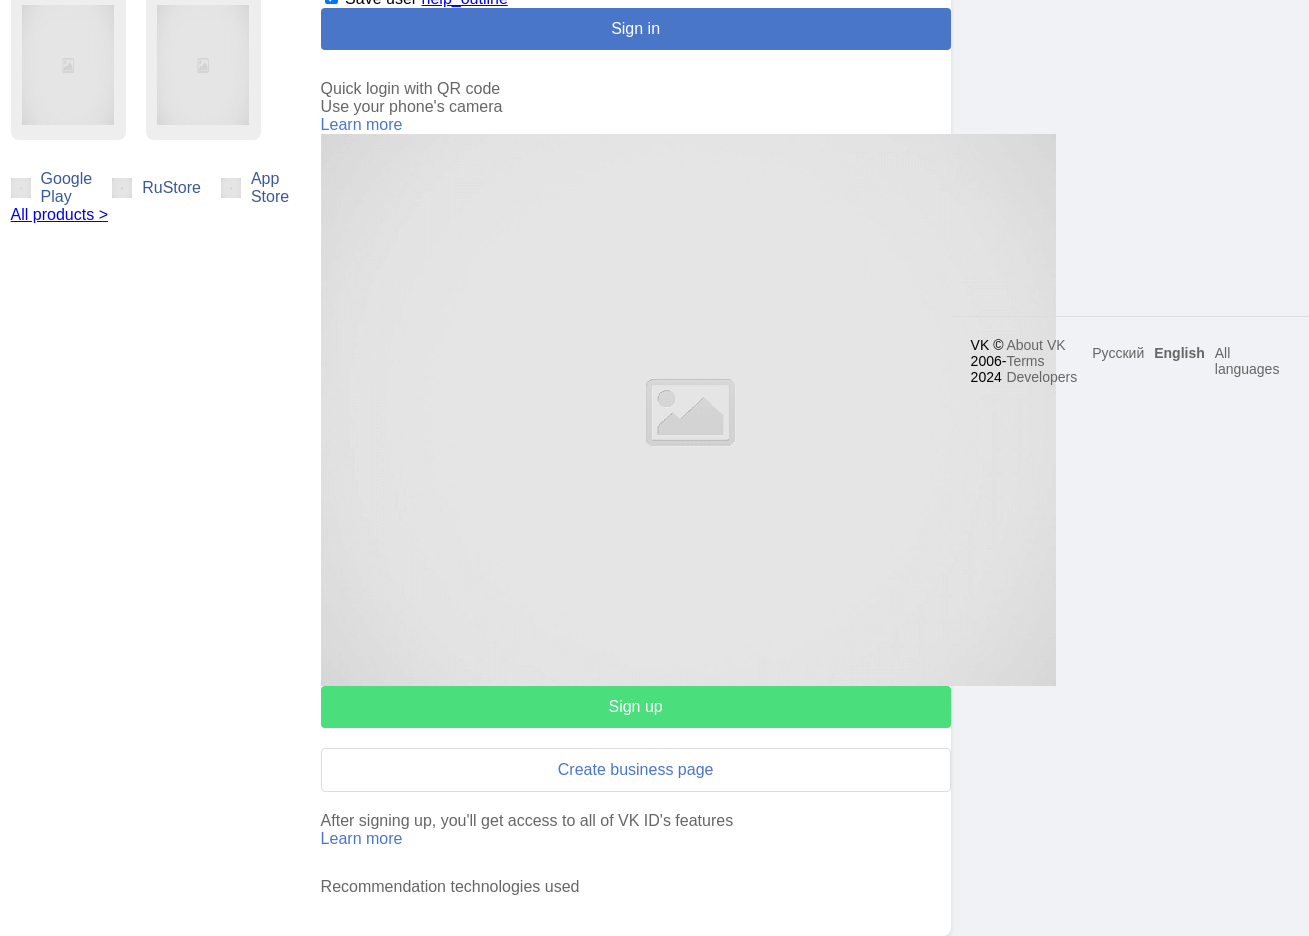 Save user help_outline
Sign in
Quick login with QR code
Use your phone's camera
Learn more
Google
Play
RuStore
App
Store
All products >
VK ©
2006-
2024
About VK
Terms
Developers
Русский
English
All
languages
Sign up
Create business page
After signing up, you'll get access to all of VK ID's features
Learn more
Recommendation technologies used